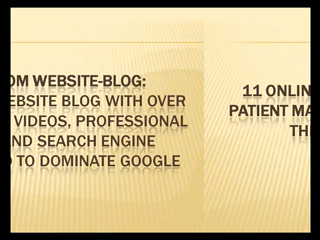 OM WEBSITE-BLOG:
EBSITE BLOG WITH OVER
VIDEOS, PROFESSIONAL
AND SEARCH ENGINE
TO DOMINATE GOOGLE
11 ONLIN
PATIENT MA
TH